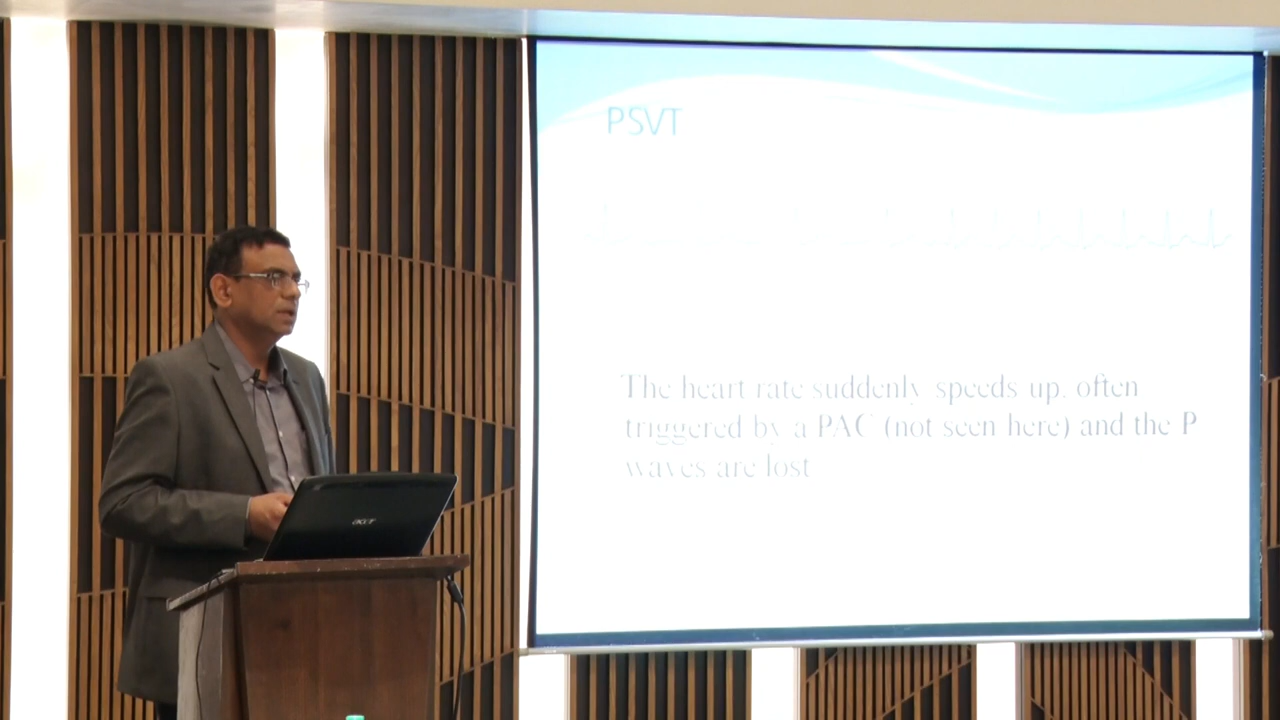 PSVT
The heart rate suddenly speeds up, often
triggered by a PAC (not seen here) and the P
waves are lost
acer